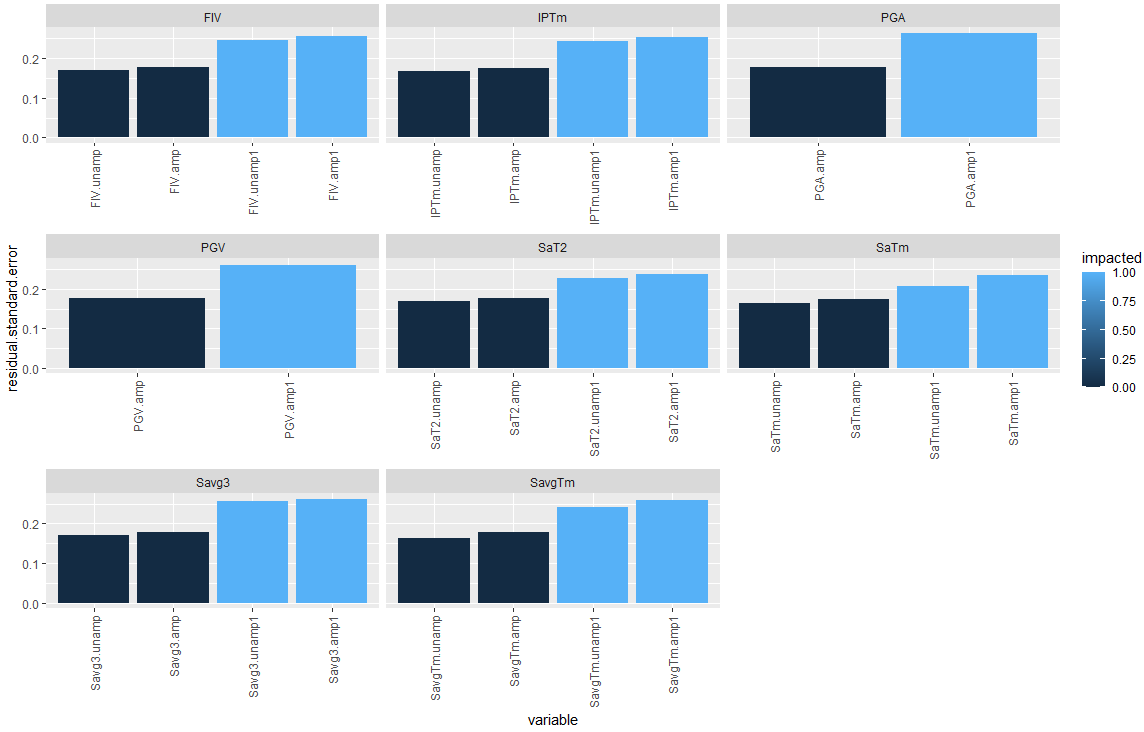 FIV IPTm PGA
0.2
0.1
0.0
FIV.unamp FIV.amp FIV.unamp1 FIV.amp1 IPTm.unamp IPTm.amp IPTm.unamp1 IPTm.amp1 PGA.amp PGA.amp1
PGV SaT2 SaTm
0.2
0.1
0.0
PGV.amp PGV.amp1 SaT2.unamp SaT2.amp SaT2.unamp1 SaT2.amp1 SaTm.unamp SaTm.amp SaTm.unamp1 SaTm.amp1
Savg3 SavgTm
0.2
0.1
0.0
Savg3.unamp Savg3.amp Savg3.unamp1 Savg3.amp1 SavgTm.unamp SavgTm.amp SavgTm.unamp1 SavgTm.amp1
variable
residual.standard.error
impacted
1.00
0.75
0.50
0.25
0.00